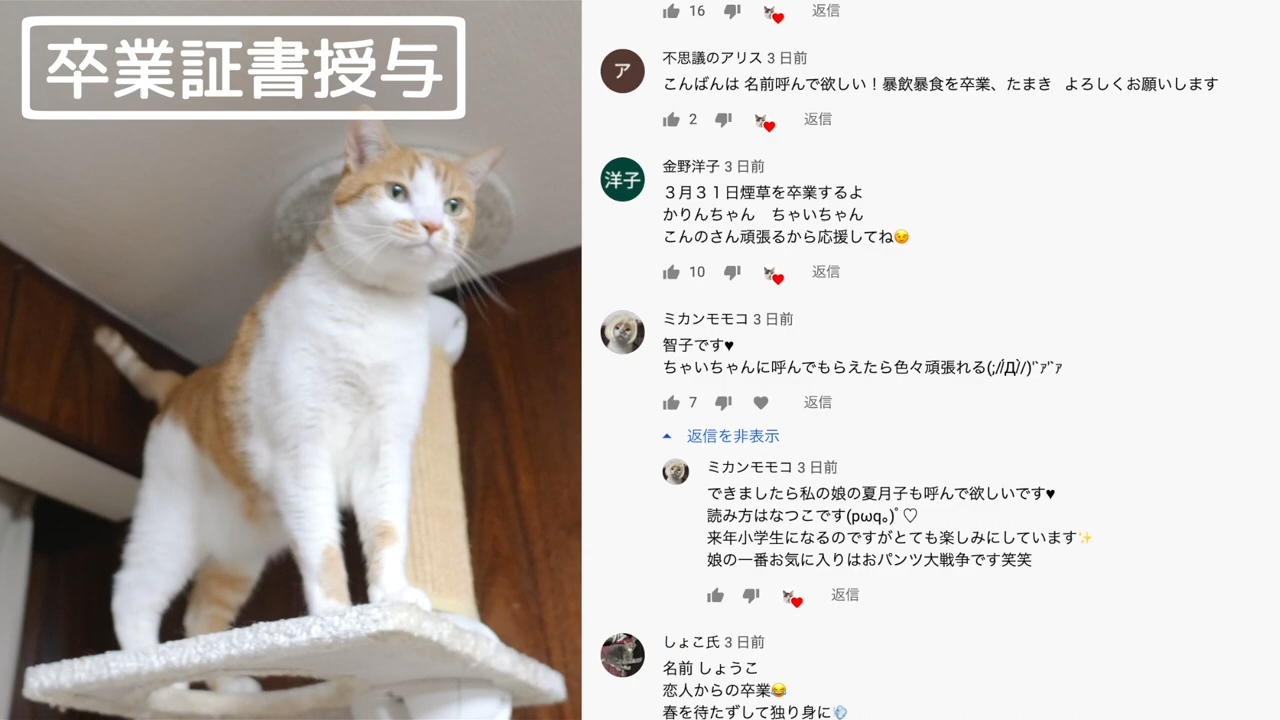 卒業証書授与
16 返信
ア
不思議のアリス 3 日前
こんばんは 名前呼んで欲しい！暴飲暴食を卒業、たまき よろしくお願いします
2 返信
洋子
金野洋子 3 日前
３月３１日煙草を卒業するよ
かりんちゃん　ちゃいちゃん
こんのさん頑張るから応援してね😉
10 返信
ミカンモモコ 3 日前
智子です♥
ちゃいちゃんに呼んでもらえたら色々頑張れる(;//́Д/̀/)'`ｧ'`ｧ
7 返信
返信を非表示
ミカンモモコ 3 日前
できましたら私の娘の夏月子も呼んで欲しいです♥
読み方はなつこです(pωq｡)ﾟ♡
来年小学生になるのですがとても楽しみにしています✨
娘の一番お気に入りはおパンツ大戦争です笑笑
返信
しょこ氏 3 日前
名前 しょうこ
恋人からの卒業😂
春を待たずして独り身に💨